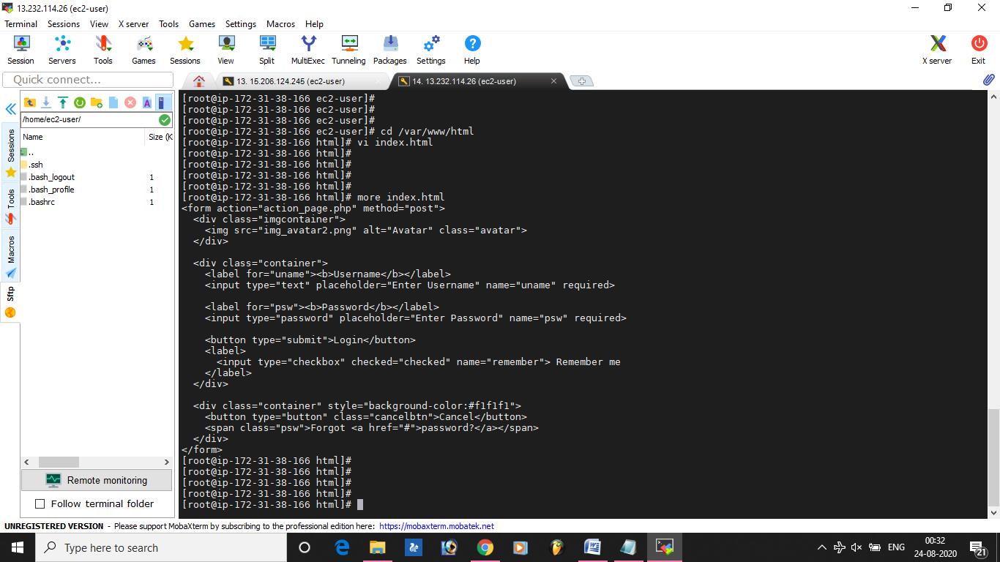 13.232.114.26 (ec2-user)
Terminal Sessions View X server Tools Games Settings Macros Help
Session Servers Tools Games Sessions View Split MultiExec Tunneling Packages Settings Help X server Exit
Quick connect...
13. 15.206.124.245 (ec2-user)
14. 13.232.114.26 (ec2-user)
/home/ec2-user/
Name Size (K
..
.ssh
.bash_logout 1
.bash_profile 1
.bashrc 1
Sessions
Tools
Macros
Sftp
Remote monitoring
Follow terminal folder
[root@ip-172-31-38-166 ec2-user]#
[root@ip-172-31-38-166 ec2-user]#
[root@ip-172-31-38-166 ec2-user]#
[root@ip-172-31-38-166 ec2-user]# cd /var/www/html
[root@ip-172-31-38-166 html]# vi index.html
[root@ip-172-31-38-166 html]#
[root@ip-172-31-38-166 html]#
[root@ip-172-31-38-166 html]#
[root@ip-172-31-38-166 html]#
[root@ip-172-31-38-166 html]# more index.html
<form action="action_page.php" method="post">
  <div class="imgcontainer">
    <img src="img_avatar2.png" alt="Avatar" class="avatar">
  </div>

  <div class="container">
    <label for="uname"><b>Username</b></label>
    <input type="text" placeholder="Enter Username" name="uname" required>

    <label for="psw"><b>Password</b></label>
    <input type="password" placeholder="Enter Password" name="psw" required>

    <button type="submit">Login</button>
    <label>
      <input type="checkbox" checked="checked" name="remember"> Remember me
    </label>
  </div>

  <div class="container" style="background-color:#f1f1f1">
    <button type="button" class="cancelbtn">Cancel</button>
    <span class="psw">Forgot <a href="#">password?</a></span>
  </div>
</form>
[root@ip-172-31-38-166 html]#
[root@ip-172-31-38-166 html]#
[root@ip-172-31-38-166 html]#
[root@ip-172-31-38-166 html]#
[root@ip-172-31-38-166 html]#
UNREGISTERED VERSION - Please support MobaXterm by subscribing to the professional edition here: https://mobaxterm.mobatek.net
Type here to search
ENG
00:32
24-08-2020
21